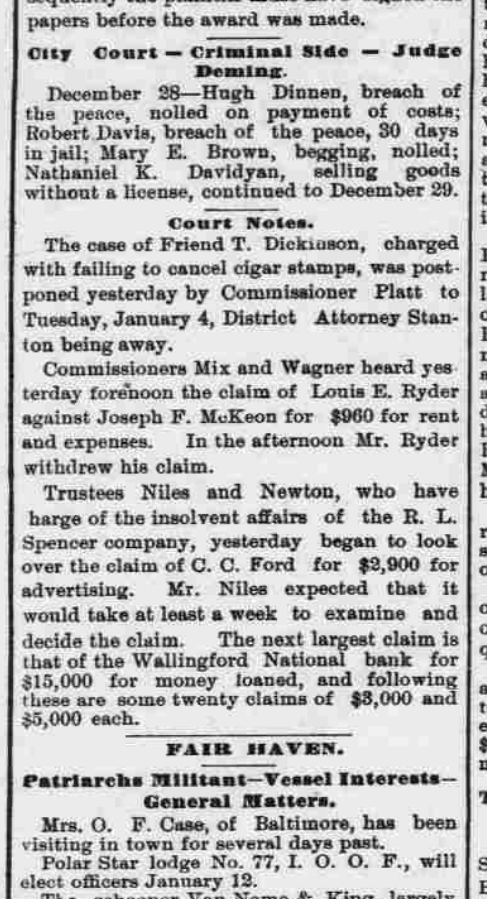 papers before the award was made.
City Court — Criminal Side — Judge
Deming.
December 28—Hugh Dinnen, breach of
the peace, nolled on payment of costs;
Robert Davis, breach of the peace, 30 days
in jail; Mary E. Brown, begging, nolled;
Nathaniel K. Davidyan, selling goods
without a license, continued to December 29.
Court Notes.
The case of Friend T. Dickinson, charged
with failing to cancel cigar stamps, was post-
poned yesterday by Commissioner Platt to
Tuesday, January 4, District Attorney Stan-
ton being away.
Commissioners Mix and Wagner heard yes-
terday forenoon the claim of Louis E. Ryder
against Joseph F. McKeon for $960 for rent
and expenses. In the afternoon Mr. Ryder
withdrew his claim.
Trustees Niles and Newton, who have
harge of the insolvent affairs of the R. L.
Spencer company, yesterday began to look
over the claim of C. C. Ford for $2,900 for
advertising. Mr. Niles expected that it
would take at least a week to examine and
decide the claim. The next largest claim is
that of the Wallingford National bank for
$15,000 for money loaned, and following
these are some twenty claims of $3,000 and
$5,000 each.
FAIR HAVEN.
Patriarchs Militant—Vessel Interests—
General Matters.
Mrs. O. F. Case, of Baltimore, has been
visiting in town for several days past.
Polar Star lodge No. 77, I. O. O. F., will
elect officers January 12.